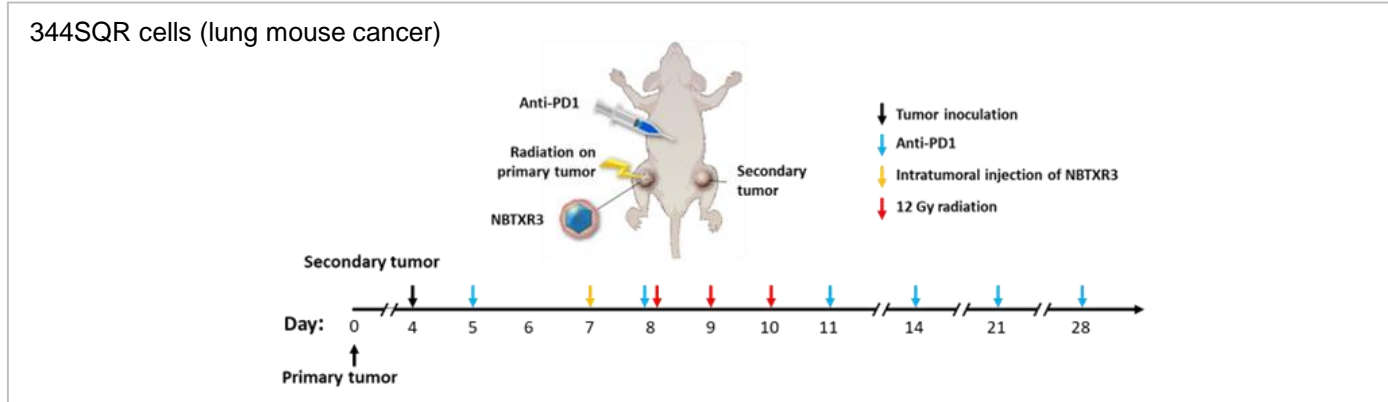 344SQR cells (lung mouse cancer)
Anti-PD1
Radiation on
primary tumor
NBTXR3
Secondary
tumor
Tumor inoculation
Anti-PD1
Intratumoral injection of NBTXR3
12 Gy radiation
Secondary tumor
Day: 0 4 5 6 7 8 9 10 11 14 21 28
Primary tumor